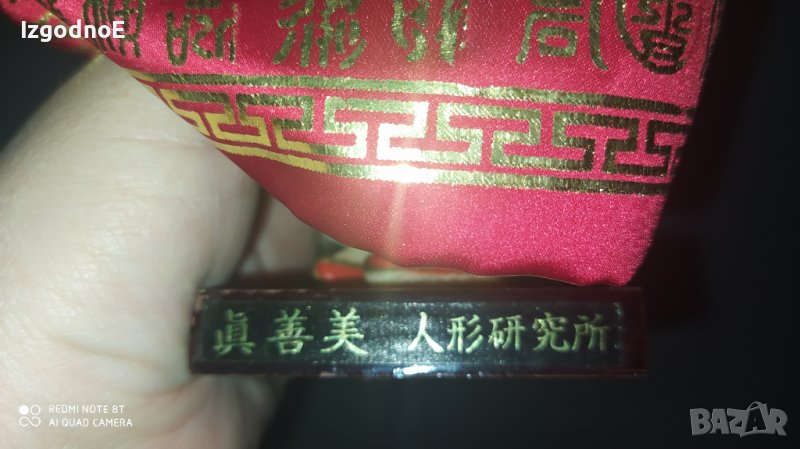 IzgodnoE
眞善美 人形研究所
REDMI NOTE 8T
AI QUAD CAMERA
BAZAR